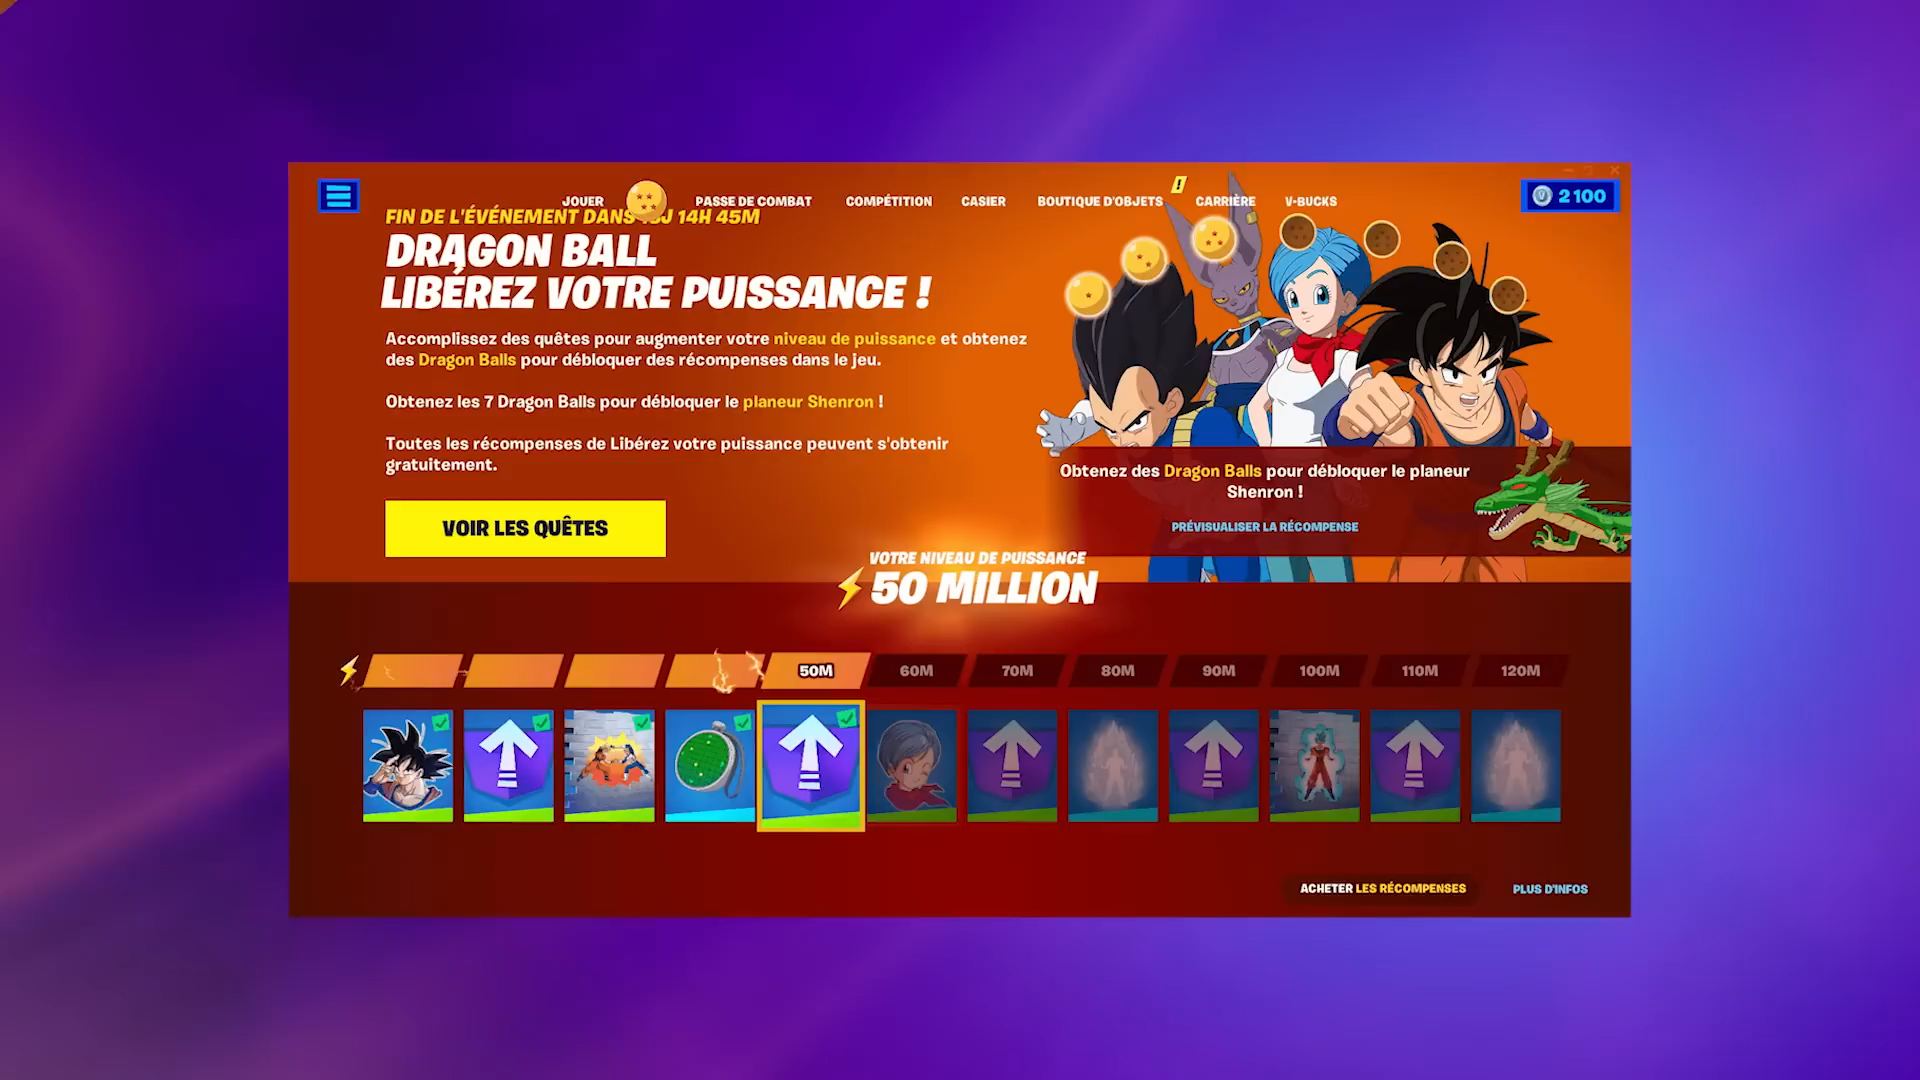 JOUER
PASSE DE COMBAT
COMPÉTITION
CASIER
BOUTIQUE D'OBJETS
CARRIÈRE
V-BUCKS
2 100
FIN DE L'ÉVÉNEMENT DANS 14H 45M
DRAGON BALL
LIBÉREZ VOTRE PUISSANCE !
Accomplissez des quêtes pour augmenter votre niveau de puissance et obtenez
des Dragon Balls pour débloquer des récompenses dans le jeu.
Obtenez les 7 Dragon Balls pour débloquer le planeur Shenron !
Toutes les récompenses de Libérez votre puissance peuvent s'obtenir
gratuitement.
VOIR LES QUÊTES
Obtenez des Dragon Balls pour débloquer le planeur
Shenron !
PRÉVISUALISER LA RÉCOMPENSE
VOTRE NIVEAU DE PUISSANCE
50 MILLION
50M
60M
70M
80M
90M
100M
110M
120M
ACHETER LES RÉCOMPENSES
PLUS D'INFOS